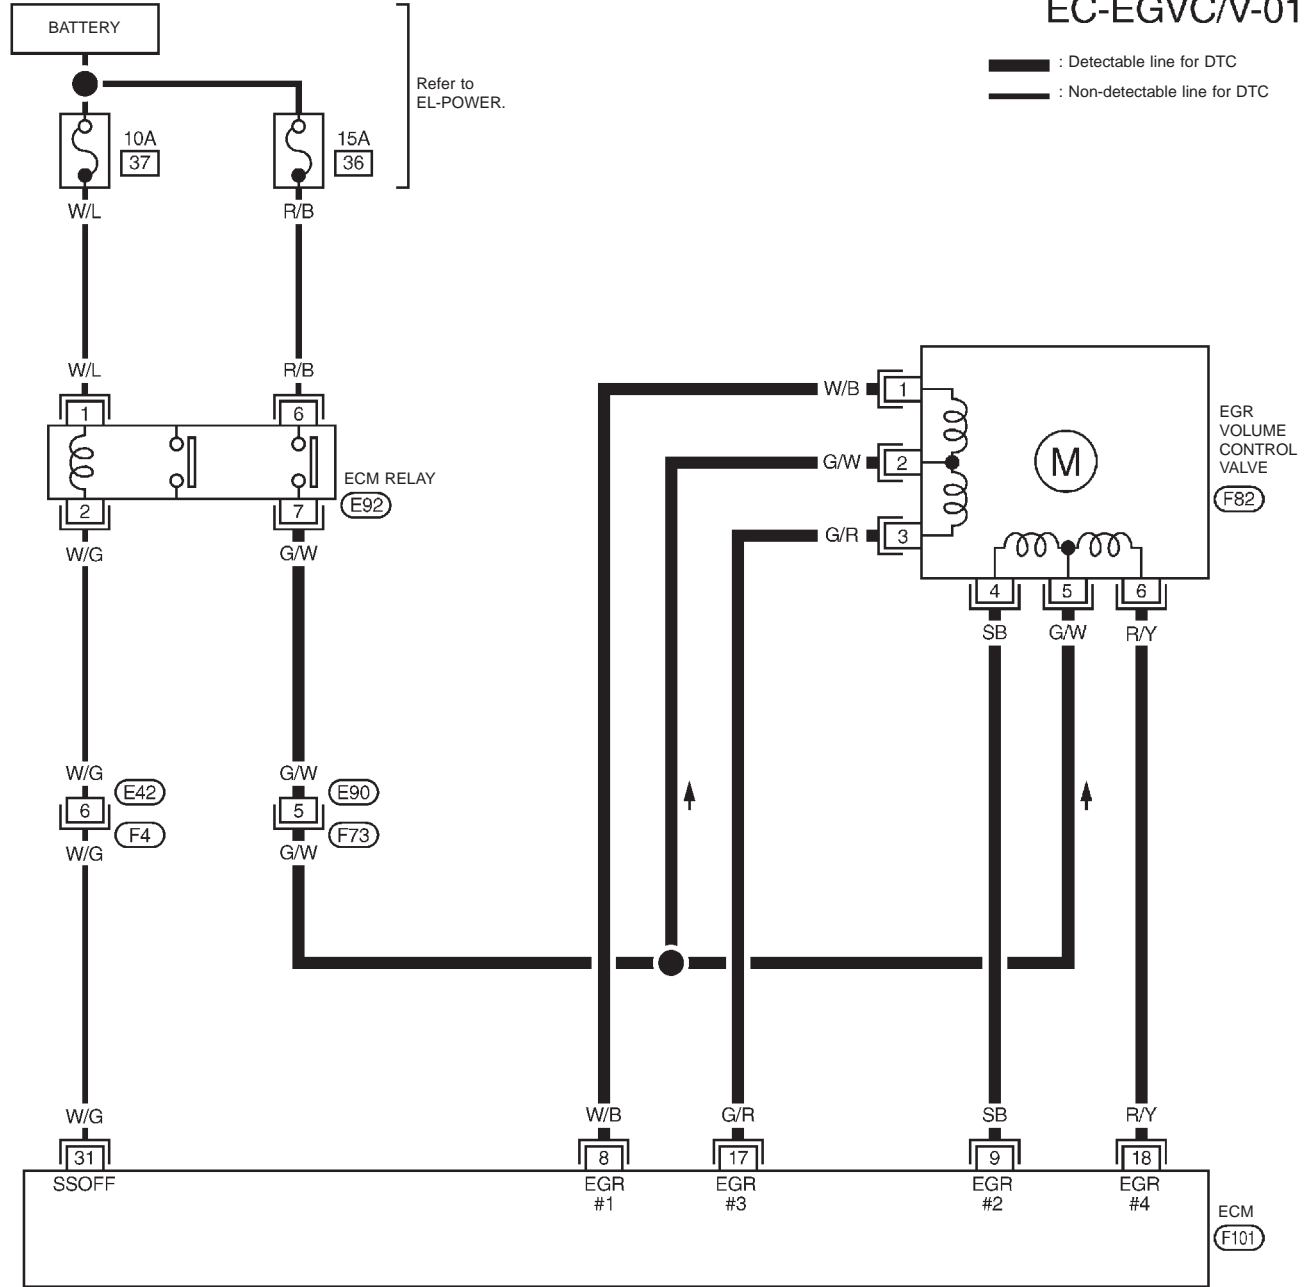 EC-EGVC/V-01
BATTERY
: Detectable line for DTC
: Non-detectable line for DTC
Refer to
EL-POWER.
10A
37
15A
36
W/L
R/B
W/L
R/B
1
6
ECM RELAY
E92
2
7
W/G
G/W
W/B
1
G/W
2
G/R
3
M
EGR
VOLUME
CONTROL
VALVE
F82
4
5
6
SB
G/W
R/Y
W/G
E42
G/W
E90
6
5
F4
F73
W/G
G/W
W/G
W/B
G/R
SB
R/Y
31
8
17
9
18
SSOFF
EGR
#1
EGR
#3
EGR
#2
EGR
#4
ECM
F101